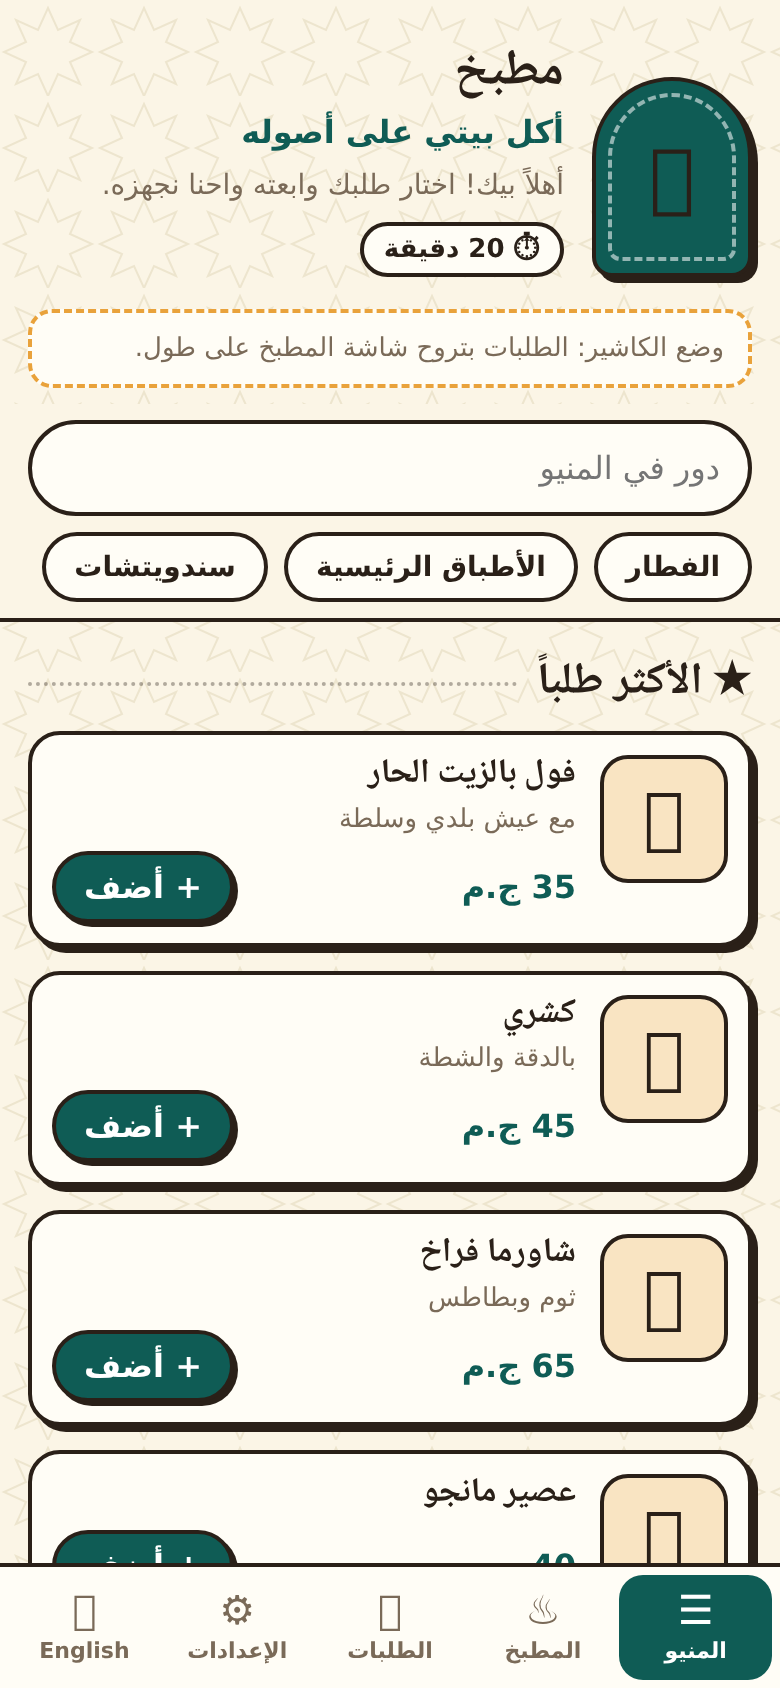 مطبخ
أكل بيتي على أصوله
أهلاً بيك! اختار طلبك وابعته واحنا نجهزه.
⏱ 20 دقيقة
وضع الكاشير: الطلبات بتروح شاشة المطبخ على طول.
دور في المنيو
الفطار
الأطباق الرئيسية
سندويتشات
★ الأكثر طلباً
فول بالزيت الحار
مع عيش بلدي وسلطة
35 ج.م
+ أضف
كشري
بالدقة والشطة
45 ج.م
+ أضف
شاورما فراخ
ثوم وبطاطس
65 ج.م
+ أضف
عصير مانجو
المنيو
المطبخ
الطلبات
الإعدادات
English